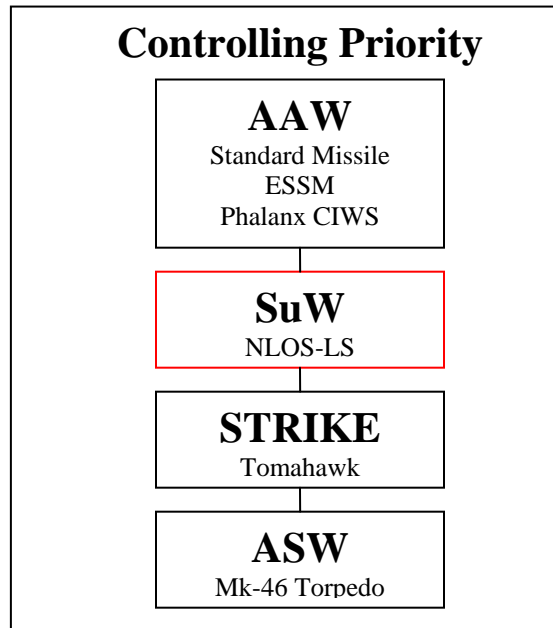 Controlling Priority
AAW
Standard Missile
ESSM
Phalanx CIWS
SuW
NLOS-LS
STRIKE
Tomahawk
ASW
Mk-46 Torpedo